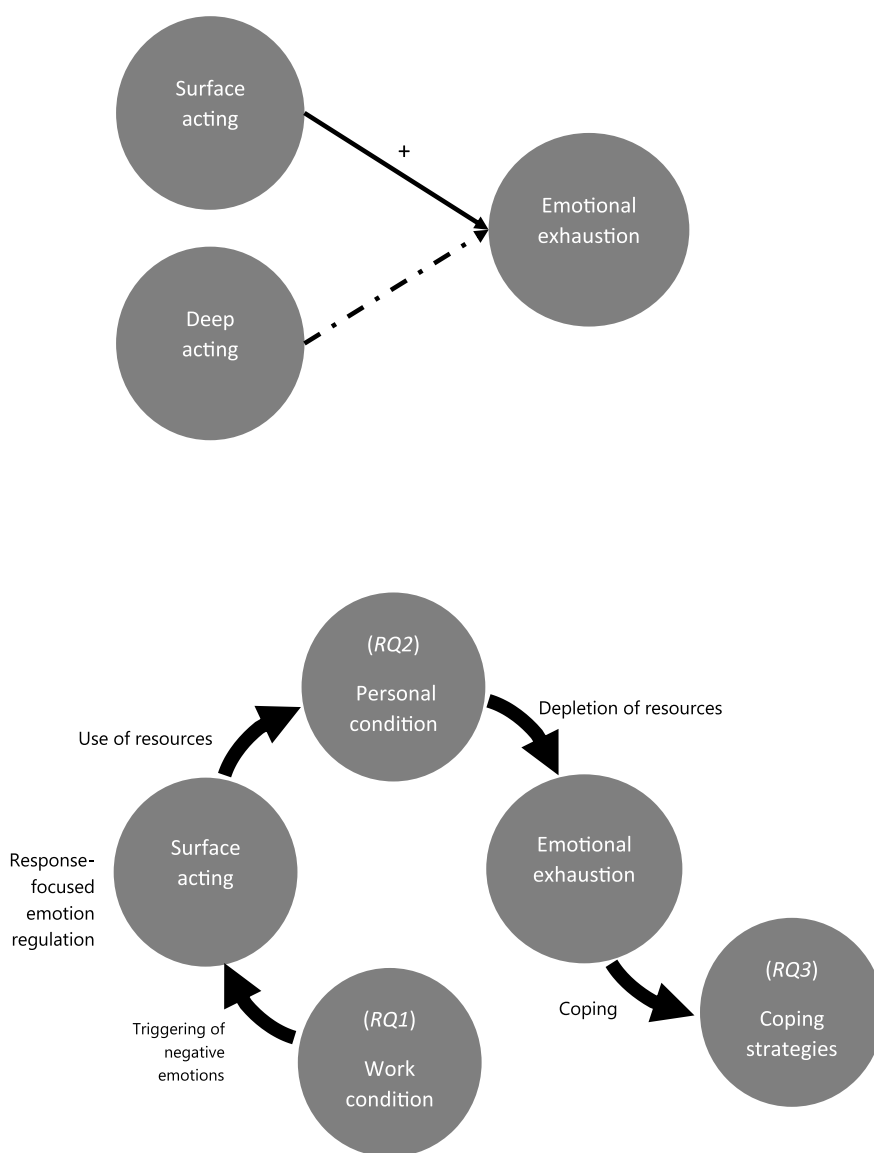 Surface
acting
+
Emotional
exhaustion
Deep
acting
(RQ2)
Personal
condition
Depletion of resources
Use of resources
Surface
acting
Response-
focused
emotion
regulation
Emotional
exhaustion
(RQ3)
Coping
strategies
Coping
(RQ1)
Work
condition
Triggering of
negative
emotions